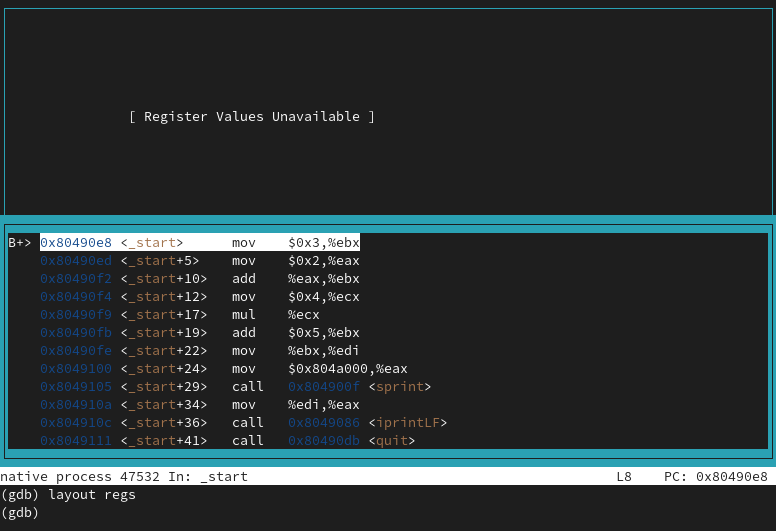 [ Register Values Unavailable ]
B+> 0x80490e8 <_start>      mov    $0x3,%ebx
    0x80490ed <_start+5>    mov    $0x2,%eax
    0x80490f2 <_start+10>   add    %eax,%ebx
    0x80490f4 <_start+12>   mov    $0x4,%ecx
    0x80490f9 <_start+17>   mul    %ecx
    0x80490fb <_start+19>   add    $0x5,%ebx
    0x80490fe <_start+22>   mov    %ebx,%edi
    0x8049100 <_start+24>   mov    $0x804a000,%eax
    0x8049105 <_start+29>   call   0x804900f <sprint>
    0x804910a <_start+34>   mov    %edi,%eax
    0x804910c <_start+36>   call   0x8049086 <iprintLF>
    0x8049111 <_start+41>   call   0x80490db <quit>
native process 47532 In: _start    L8    PC: 0x80490e8
(gdb) layout regs
(gdb)